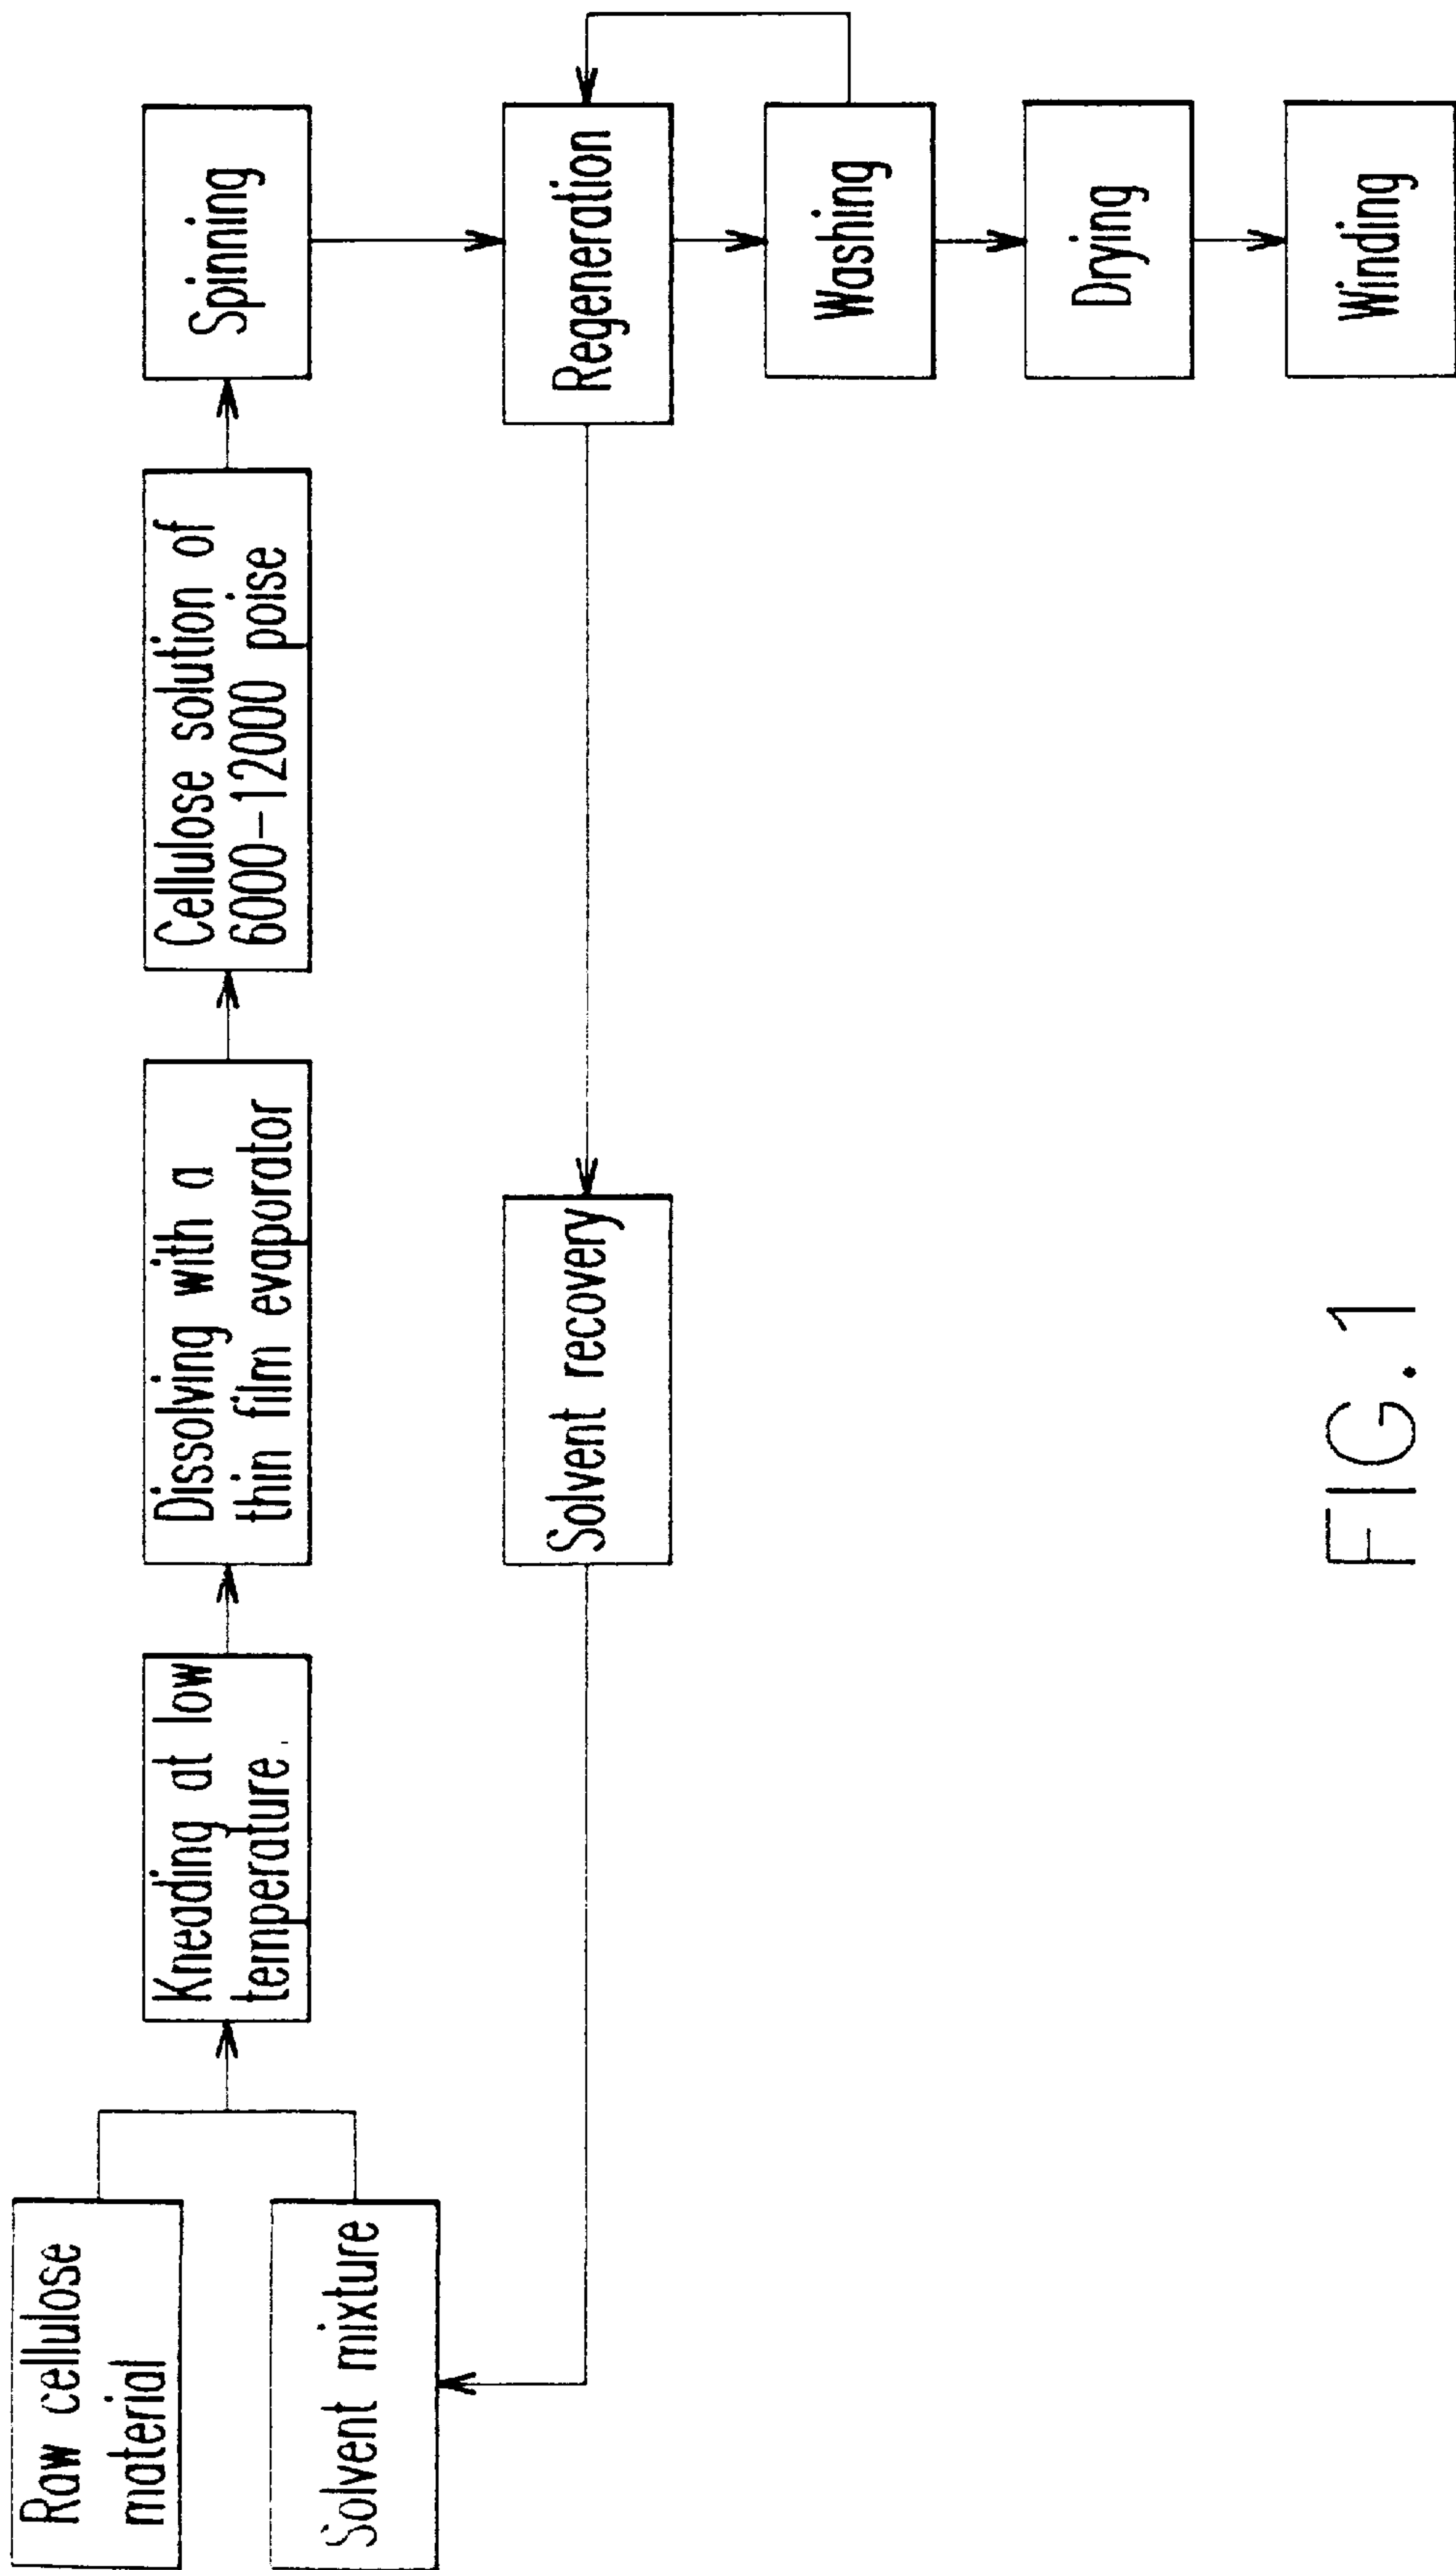 Raw cellulose
material
Solvent mixture
Kneading at low
temperature
Dissolving with a
thin film evaporator
Cellulose solution of
6000-12000 poise
Spinning
Regeneration
Washing
Drying
Winding
Solvent recovery
FIG.1